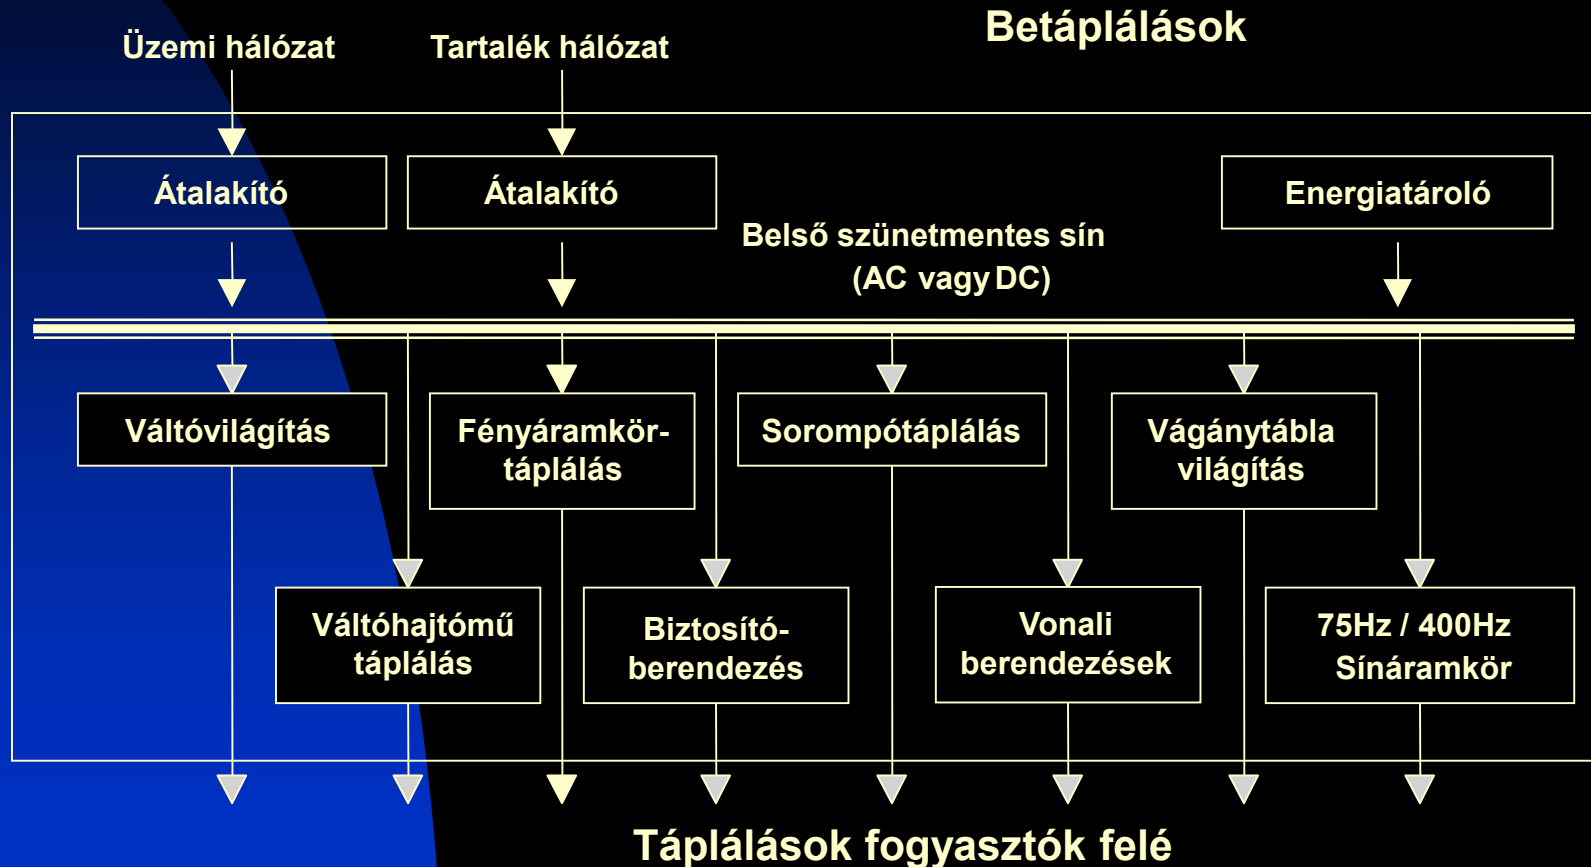 Betáplálások
Üzemi hálózat
Tartalék hálózat
Átalakító
Átalakító
Energiatároló
Belső szünetmentes sín
(AC vagy DC)
Váltóvilágítás
Fényáramkör-
táplálás
Sorompótáplálás
Vágánytábla
világítás
Váltóhajtómű
táplálás
Biztosító-
berendezés
Vonali
berendezések
75Hz / 400Hz
Sínáramkör
Táplálások fogyasztók felé